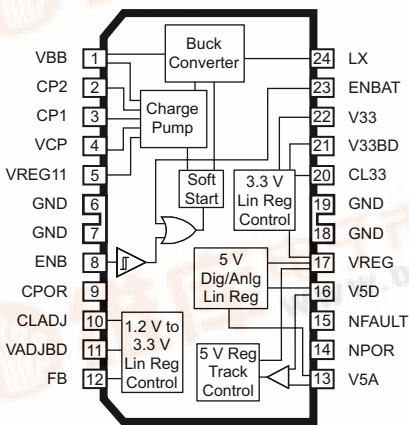 Buck
Converter
VBB 1
24 LX
CP2 2
23 ENBAT
Charge
Pump
CP1 3
22 V33
VCP 4
21 V33BD
VREG11 5
20 CL33
Soft
Start
3.3 V
Lin Reg
Control
GND 6
19 GND
GND 7
18 GND
ENB 8
17 VREG
5 V
Dig/Anlg
Lin Reg
CPOR 9
16 V5D
CLADJ 10
15 NFAULT
1.2 V to
3.3 V
Lin Reg
Control
VADJBD 11
14 NPOR
5 V Reg
Track
Control
FB 12
13 V5A